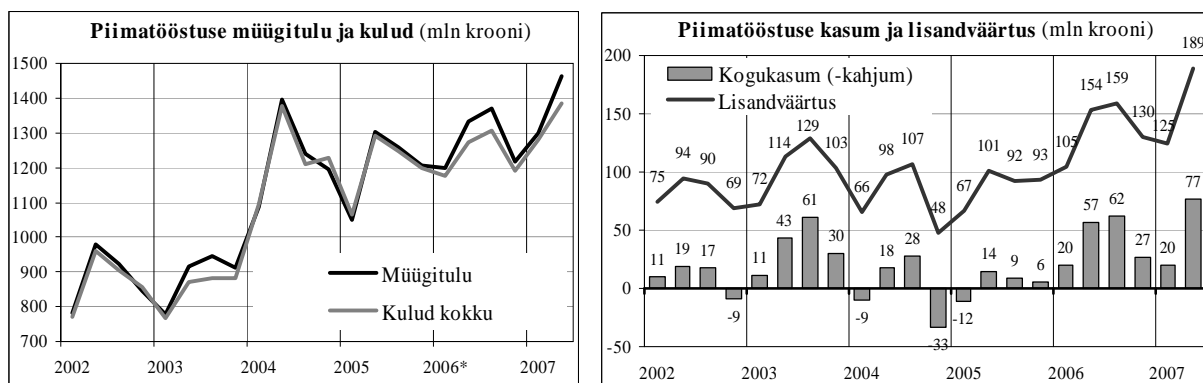 Piimatööstuse müügitulu ja kulud (mln krooni)
1500
1400
1300
1200
1100
1000
900
800
700
Müügitulu
Kulud kokku
2002 2003 2004 2005 2006* 2007
Piimatööstuse kasum ja lisandväärtus (mln krooni)
200
150
100
50
0
-50
Kogukasum (-kahjum)
Lisandväärtus
75 94 90 69 72 114 129 103 66 98 107 48 67 101 92 93 105 154 159 130 125 189
11 19 17 -9 11 43 61 30 -9 18 28 -33 -12 14 9 6 20 57 62 27 20 77
2002 2003 2004 2005 2006 2007